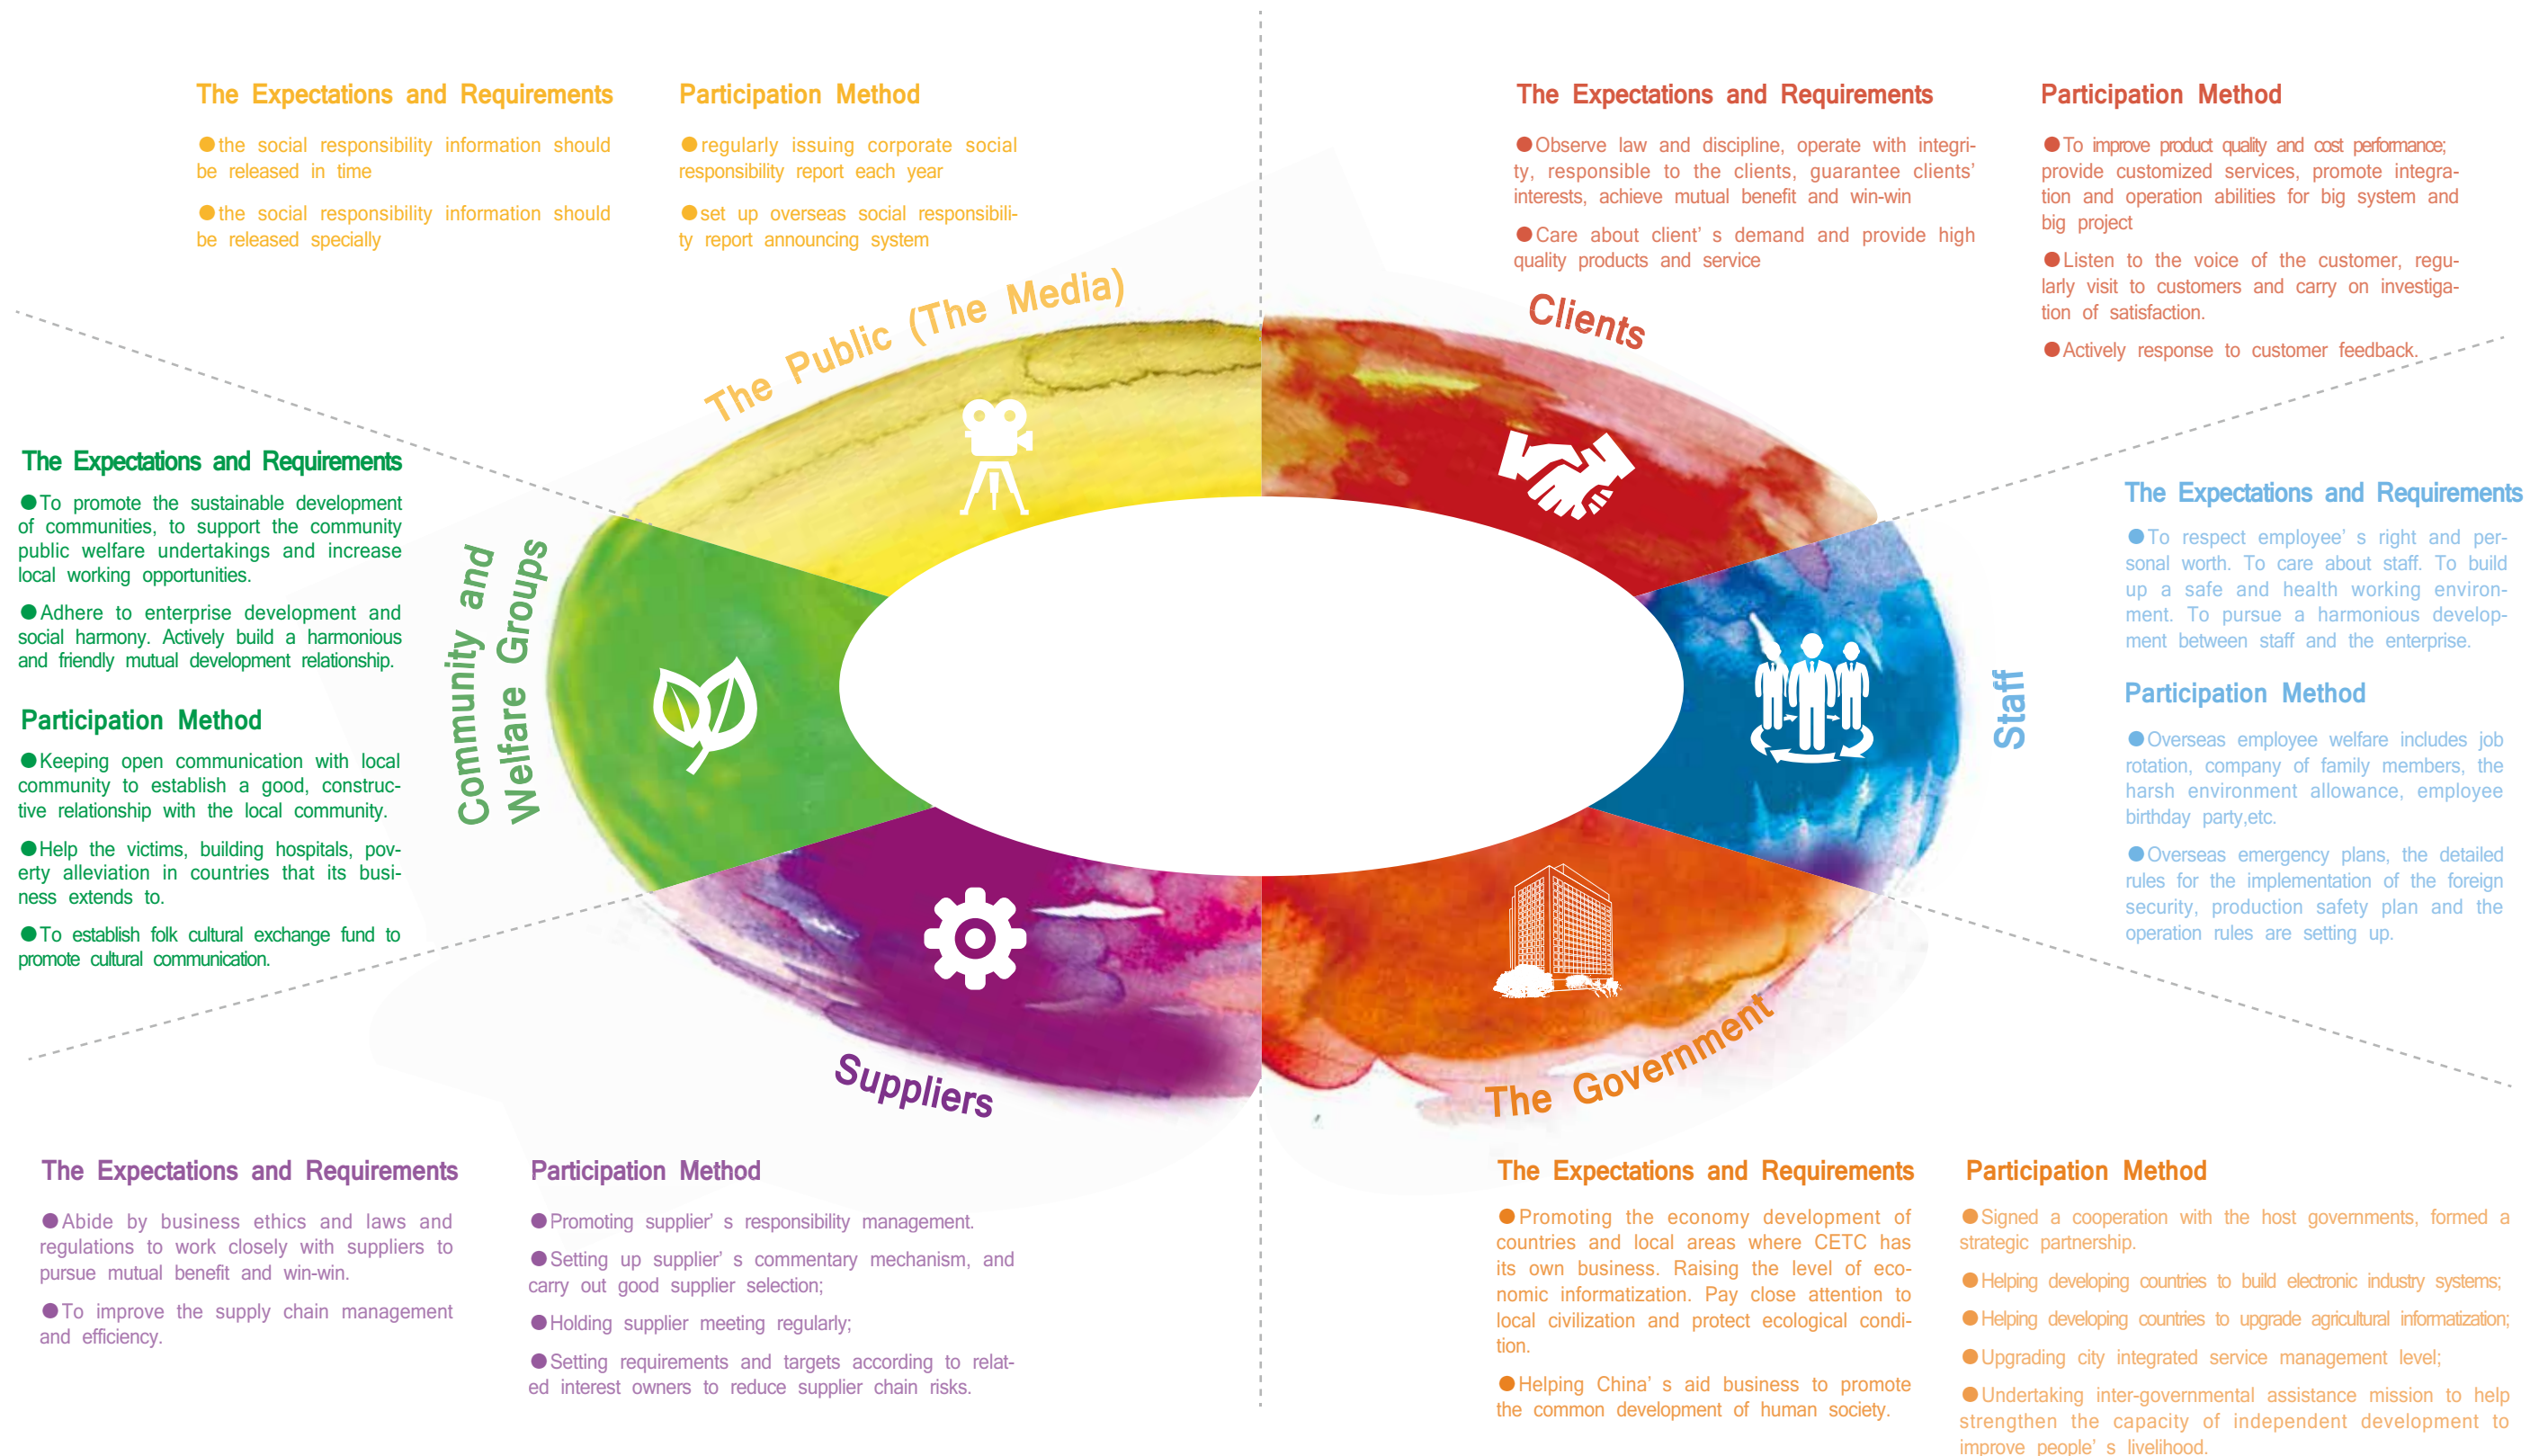 The Expectations and Requirements
●the social responsibility information should
be released in time
●the social responsibility information should
be released specially
Participation Method
●regularly issuing corporate social
responsibility report each year
●set up overseas social responsibili-
ty report announcing system
The Public (The Media)
The Expectations and Requirements
●Observe law and discipline, operate with integri-
ty, responsible to the clients, guarantee clients'
interests, achieve mutual benefit and win-win
●Care about client' s demand and provide high
quality products and service
Participation Method
●To improve product quality and cost performance;
provide customized services, promote integra-
tion and operation abilities for big system and
big project
●Listen to the voice of the customer, regu-
larly visit to customers and carry on investiga-
tion of satisfaction.
●Actively response to customer feedback.
Clients
The Expectations and Requirements
●To promote the sustainable development
of communities, to support the community
public welfare undertakings and increase
local working opportunities.
●Adhere to enterprise development and
social harmony. Actively build a harmonious
and friendly mutual development relationship.
Participation Method
●Keeping open communication with local
community to establish a good, construc-
tive relationship with the local community.
●Help the victims, building hospitals, pov-
erty alleviation in countries that its busi-
ness extends to.
●To establish folk cultural exchange fund to
promote cultural communication.
Community and
Welfare Groups
The Expectations and Requirements
●To respect employee' s right and per-
sonal worth. To care about staff. To build
up a safe and health working environ-
ment. To pursue a harmonious develop-
ment between staff and the enterprise.
Participation Method
●Overseas employee welfare includes job
rotation, company of family members, the
harsh environment allowance, employee
birthday party,etc.
●Overseas emergency plans, the detailed
rules for the implementation of the foreign
security, production safety plan and the
operation rules are setting up.
Staff
Suppliers
The Expectations and Requirements
●Abide by business ethics and laws and
regulations to work closely with suppliers to
pursue mutual benefit and win-win.
●To improve the supply chain management
and efficiency.
Participation Method
●Promoting supplier' s responsibility management.
●Setting up supplier' s commentary mechanism, and
carry out good supplier selection;
●Holding supplier meeting regularly;
●Setting requirements and targets according to relat-
ed interest owners to reduce supplier chain risks.
The Government
The Expectations and Requirements
●Promoting the economy development of
countries and local areas where CETC has
its own business. Raising the level of eco-
nomic informatization. Pay close attention to
local civilization and protect ecological condi-
tion.
●Helping China' s aid business to promote
the common development of human society.
Participation Method
●Signed a cooperation with the host governments, formed a
strategic partnership.
●Helping developing countries to build electronic industry systems;
●Helping developing countries to upgrade agricultural informatization;
●Upgrading city integrated service management level;
●Undertaking inter-governmental assistance mission to help
strengthen the capacity of independent development to
improve people' s livelihood.